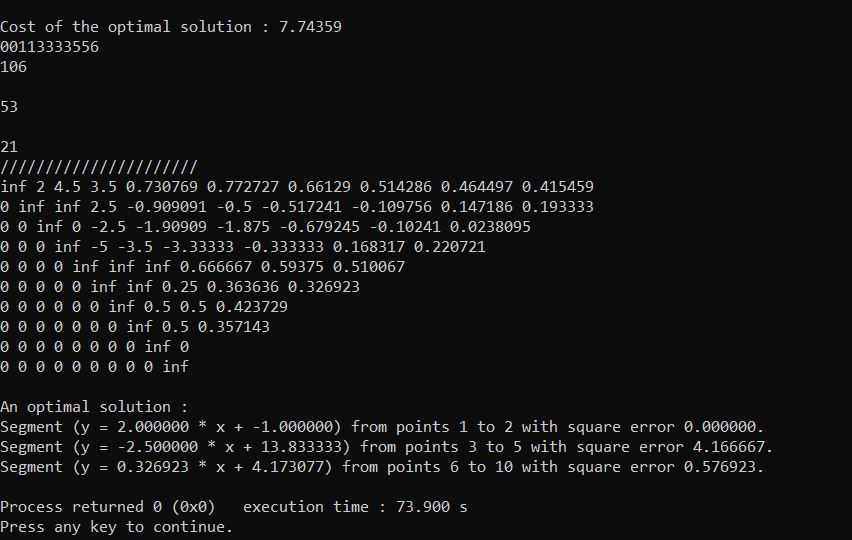 Cost of the optimal solution : 7.74359
00113333556
106
53
21
//////////////////////
inf 2 4.5 3.5 0.730769 0.772727 0.66129 0.514286 0.464497 0.415459
0 inf inf 2.5 -0.909091 -0.5 -0.517241 -0.109756 0.147186 0.193333
0 0 inf 0 -2.5 -1.90909 -1.875 -0.679245 -0.10241 0.0238095
0 0 0 inf -5 -3.5 -3.33333 -0.333333 0.168317 0.220721
0 0 0 0 inf inf inf 0.666667 0.59375 0.510067
0 0 0 0 0 inf inf 0.25 0.363636 0.326923
0 0 0 0 0 0 inf 0.5 0.5 0.423729
0 0 0 0 0 0 0 inf 0.5 0.357143
0 0 0 0 0 0 0 0 inf 0
0 0 0 0 0 0 0 0 0 inf
An optimal solution :
Segment (y = 2.000000 * x + -1.000000) from points 1 to 2 with square error 0.000000.
Segment (y = -2.500000 * x + 13.833333) from points 3 to 5 with square error 4.166667.
Segment (y = 0.326923 * x + 4.173077) from points 6 to 10 with square error 0.576923.
Process returned 0 (0x0)   execution time : 73.900 s
Press any key to continue.